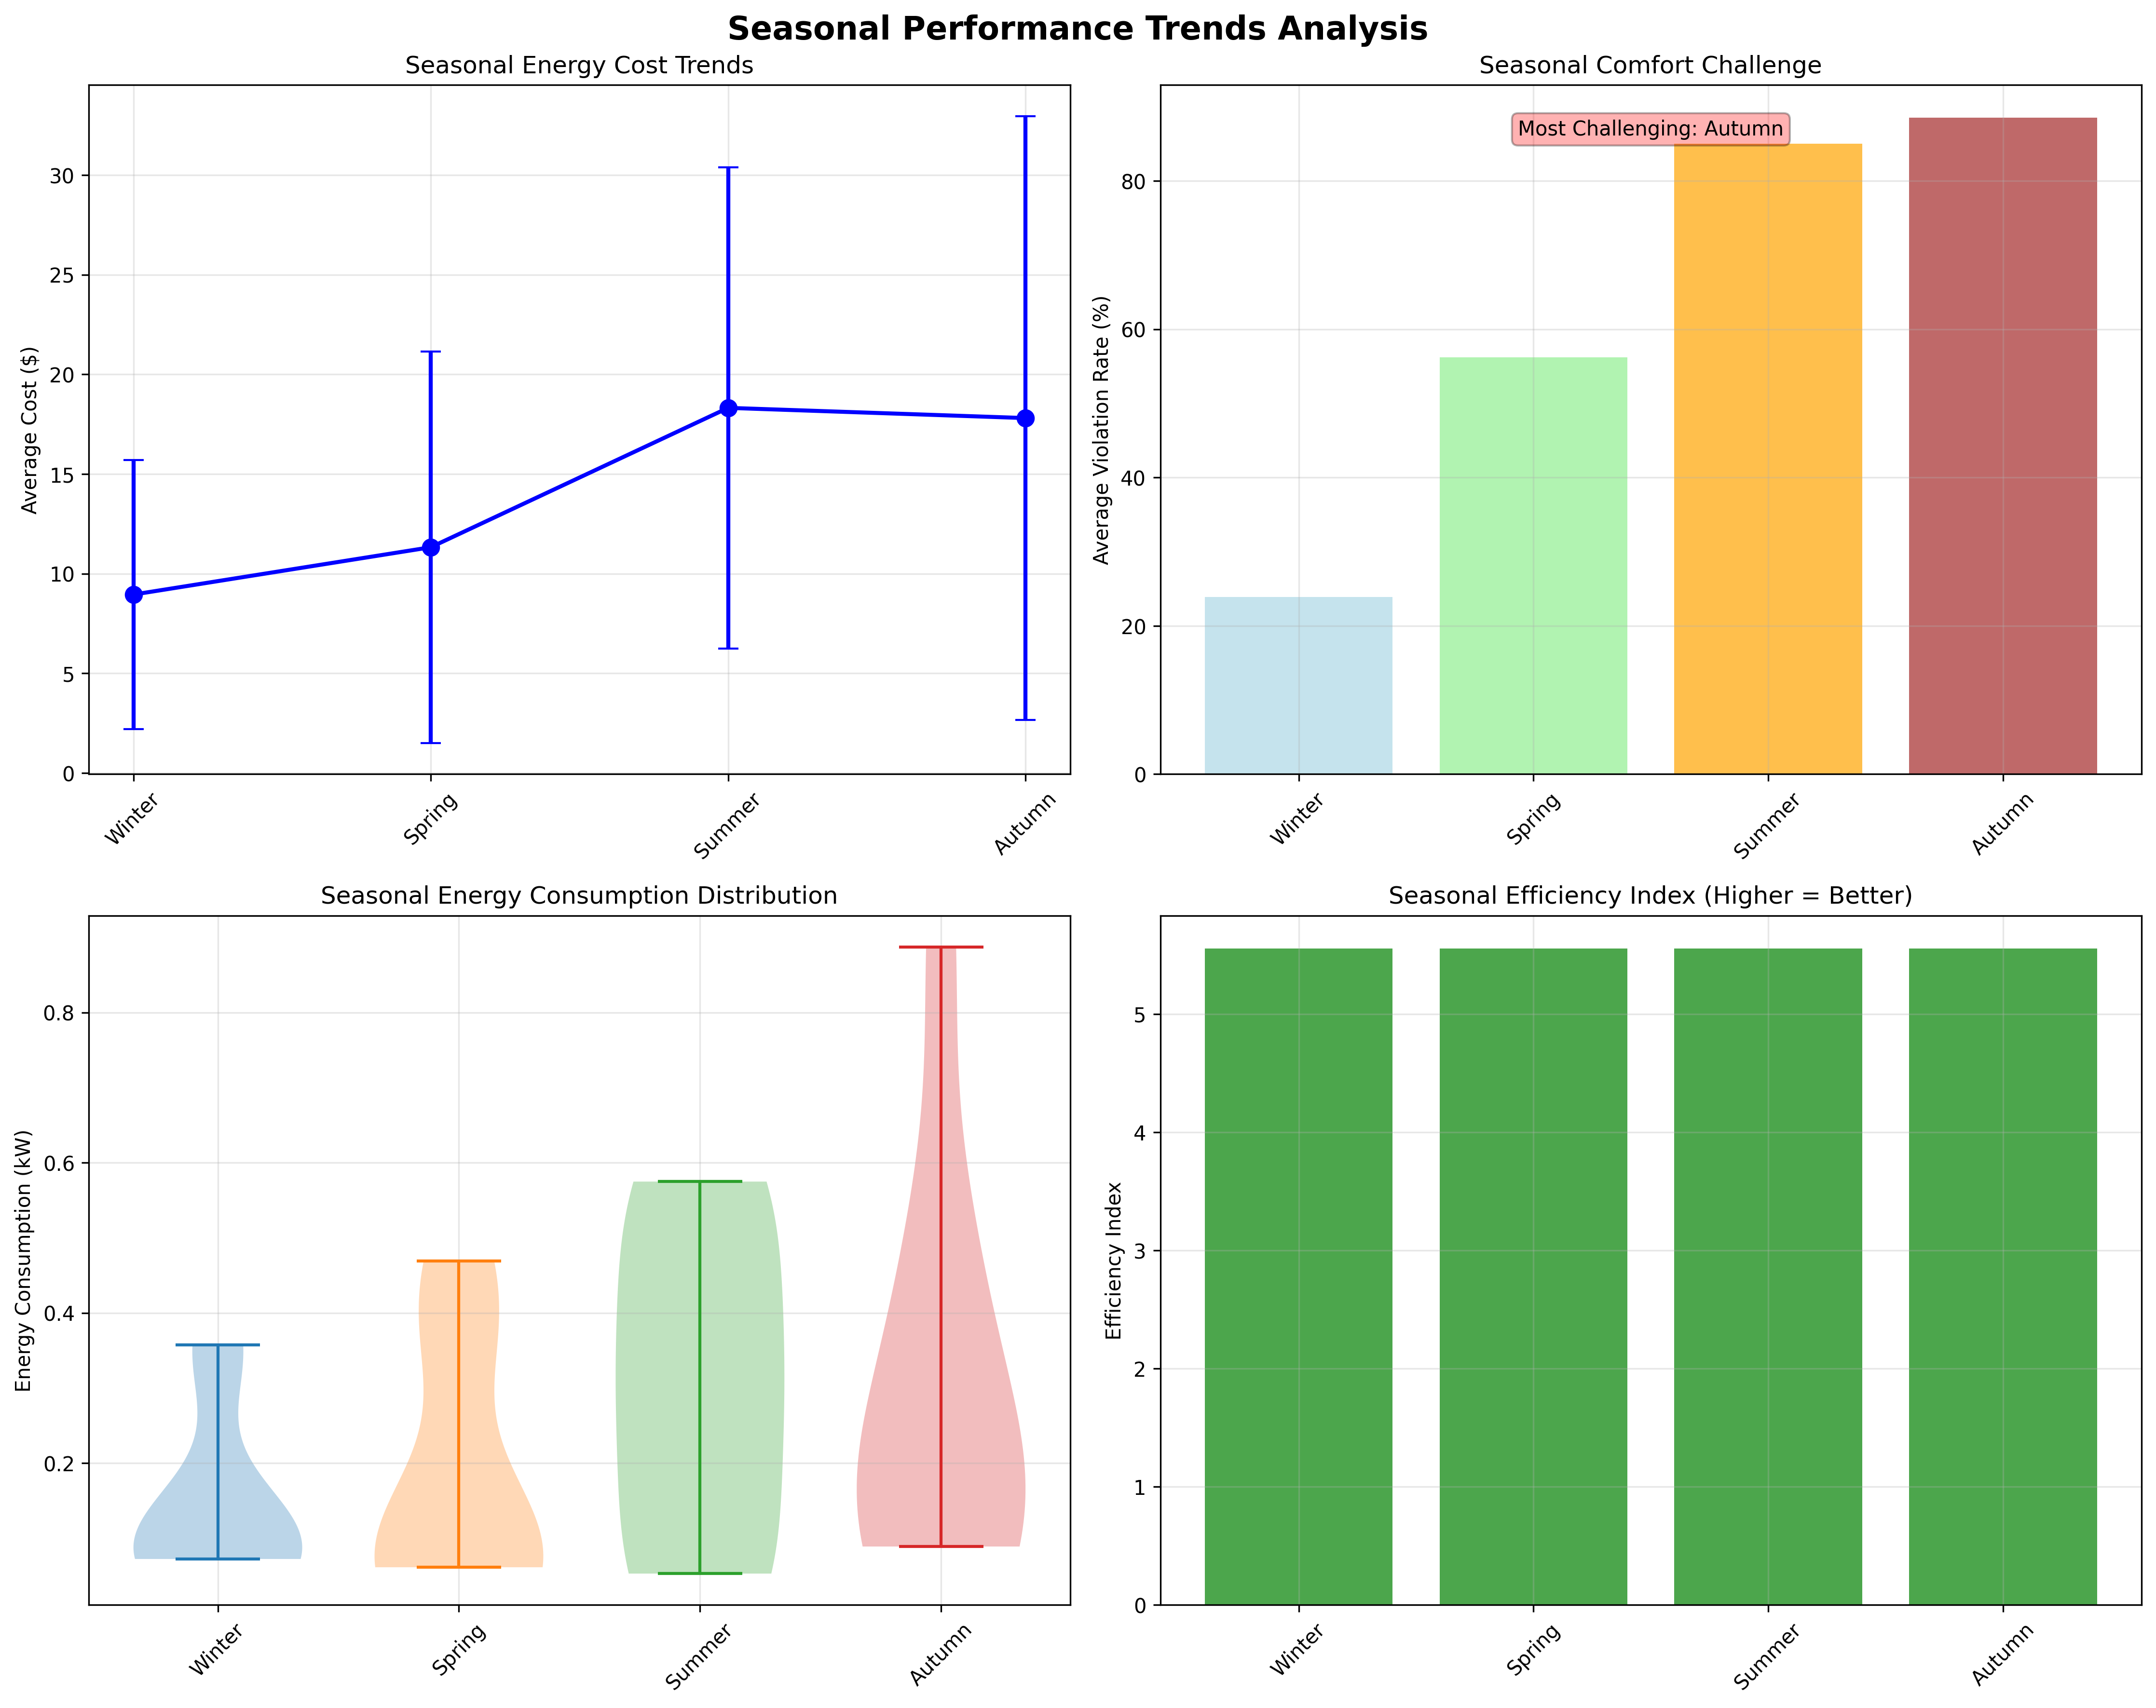 Seasonal Performance Trends Analysis
Seasonal Energy Cost Trends
Average Cost ($)
30
25
20
15
10
5
0
Winter
Spring
Summer
Autumn
Seasonal Comfort Challenge
Most Challenging: Autumn
Average Violation Rate (%)
80
60
40
20
0
Winter
Spring
Summer
Autumn
Seasonal Energy Consumption Distribution
Energy Consumption (kW)
0.8
0.6
0.4
0.2
Winter
Spring
Summer
Autumn
Seasonal Efficiency Index (Higher = Better)
Efficiency Index
5
4
3
2
1
0
Winter
Spring
Summer
Autumn